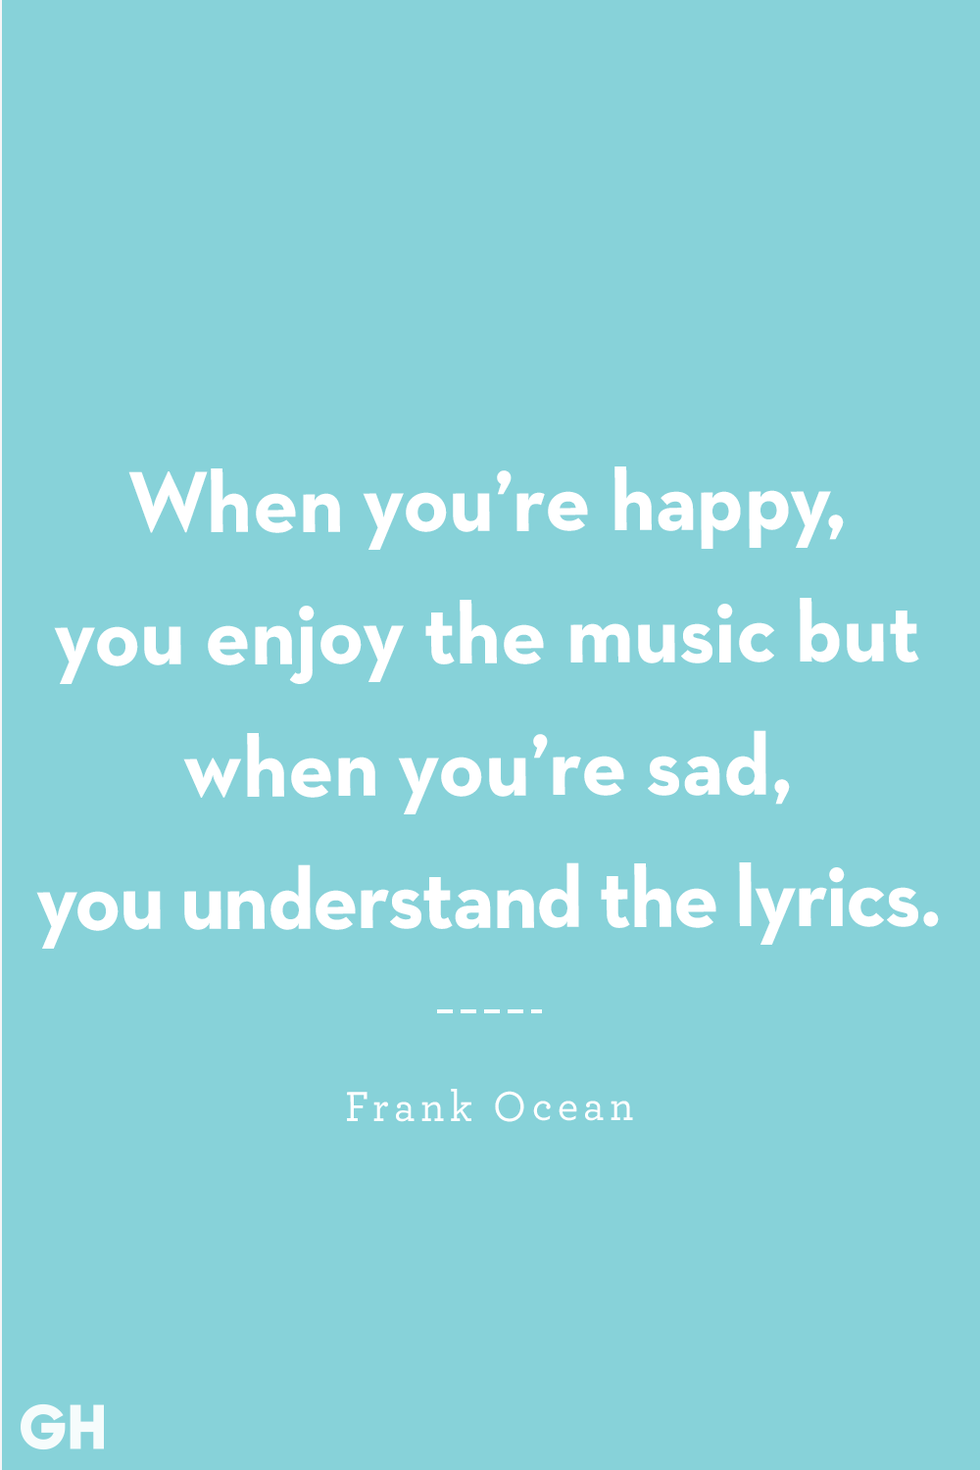 When you’re happy,
you enjoy the music but
when you’re sad,
you understand the lyrics.
Frank Ocean
GH